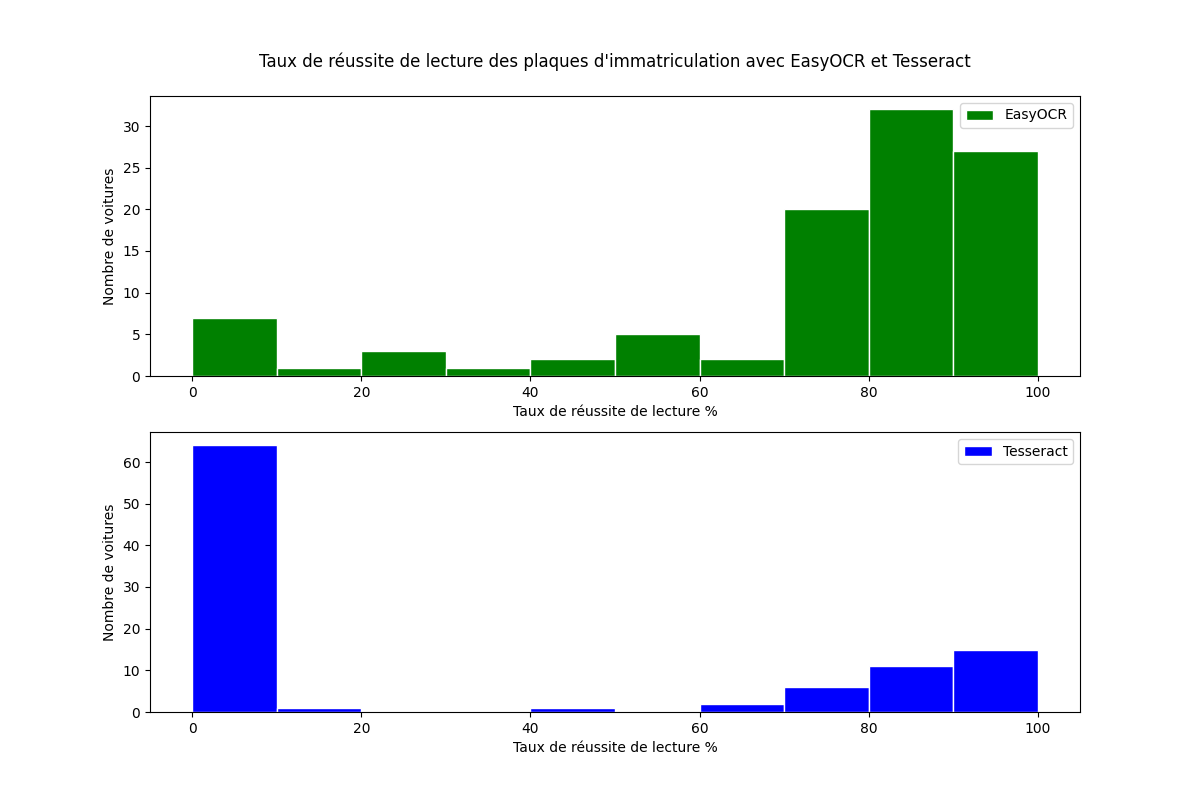 Taux de réussite de lecture des plaques d'immatriculation avec EasyOCR et Tesseract
EasyOCR
Nombre de voitures
30
25
20
15
10
5
0
0 20 40 60 80 100
Taux de réussite de lecture %
Tesseract
Nombre de voitures
60
50
40
30
20
10
0
0 20 40 60 80 100
Taux de réussite de lecture %